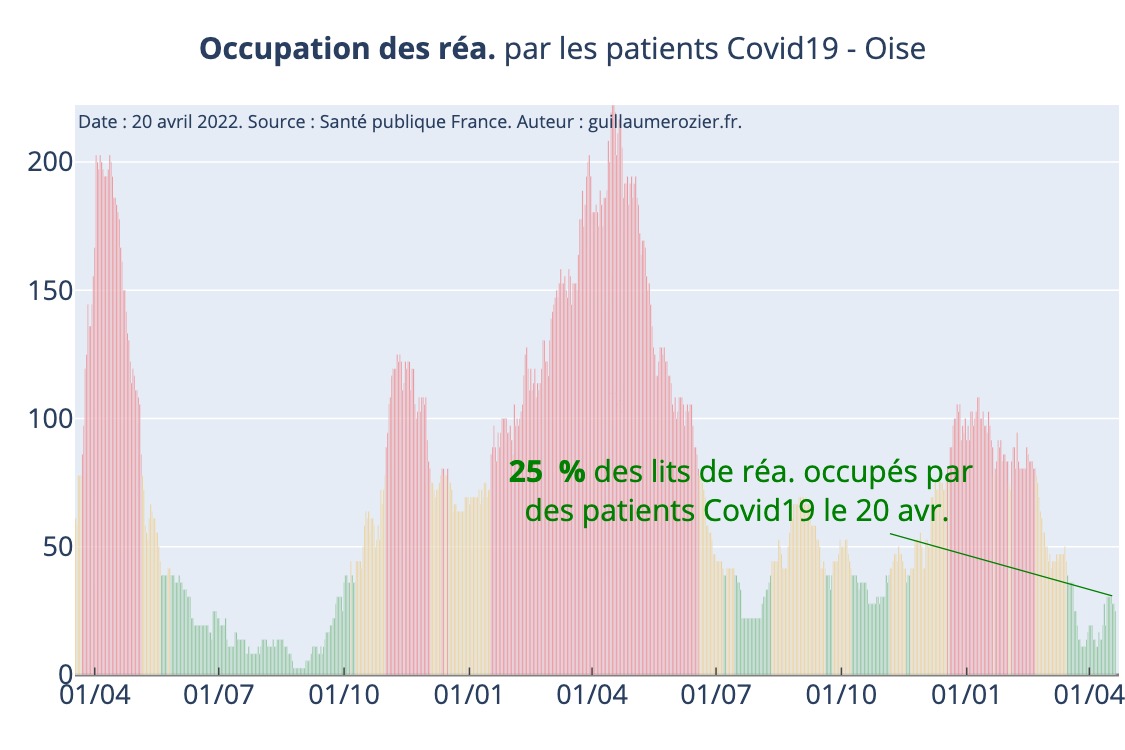 Occupation des réa. par les patients Covid19 - Oise
Date : 20 avril 2022. Source : Santé publique France. Auteur : guillaumerozier.fr.
200
150
100
25 % des lits de réa. occupés par
des patients Covid19 le 20 avr.
50
0
01/04 01/07 01/10 01/01 01/04 01/07 01/10 01/01 01/04